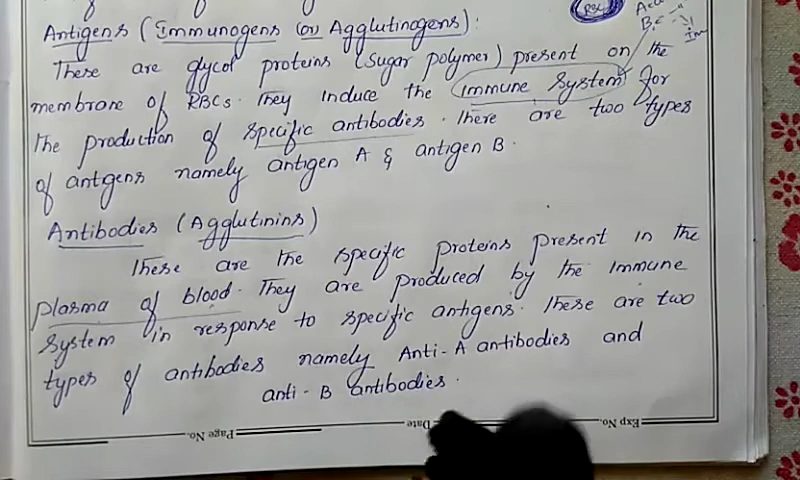 RBC
Antigens (Immunogens (or) Agglutinogens):
These are glycol proteins (Sugar polymer) present on the
membrane of RBCs. They induce the immune System for
the production of specific antibodies. There are two types
of antgens namely antigen A & antigen B.
Antibodies (Agglutinins)
These are the specific proteins present in the
plasma of blood. They are produced by the immune
System in response to specific antigens. These are two
types of antibodies namely Anti-A antibodies and
anti-B antibodies.
Exp No. Date Page No.